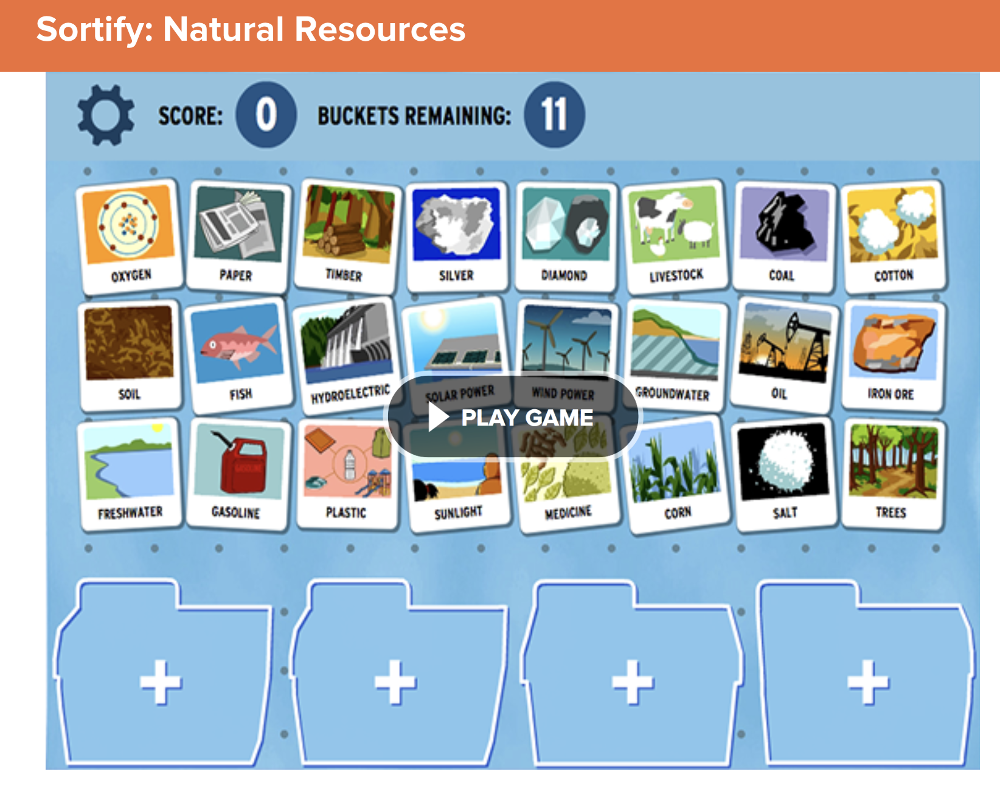 Sortify: Natural Resources
SCORE: 0 BUCKETS REMAINING: 11
OXYGEN PAPER TIMBER SILVER DIAMOND LIVESTOCK COAL COTTON
SOIL FISH HYDROELECTRIC SOLAR POWER WIND POWER GROUNDWATER OIL IRON ORE
PLAY GAME
FRESHWATER GASOLINE PLASTIC SUNLIGHT MEDICINE CORN SALT TREES